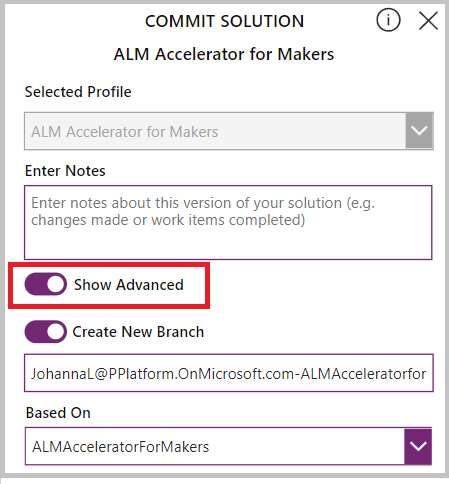 COMMIT SOLUTION
ALM Accelerator for Makers
Selected Profile
ALM Accelerator for Makers
Enter Notes
Enter notes about this version of your solution (e.g.
changes made or work items completed)
Show Advanced
Create New Branch
JohannaL@PPlatform.OnMicrosoft.com-ALMAcceleratorfor
Based On
ALMAcceleratorForMakers